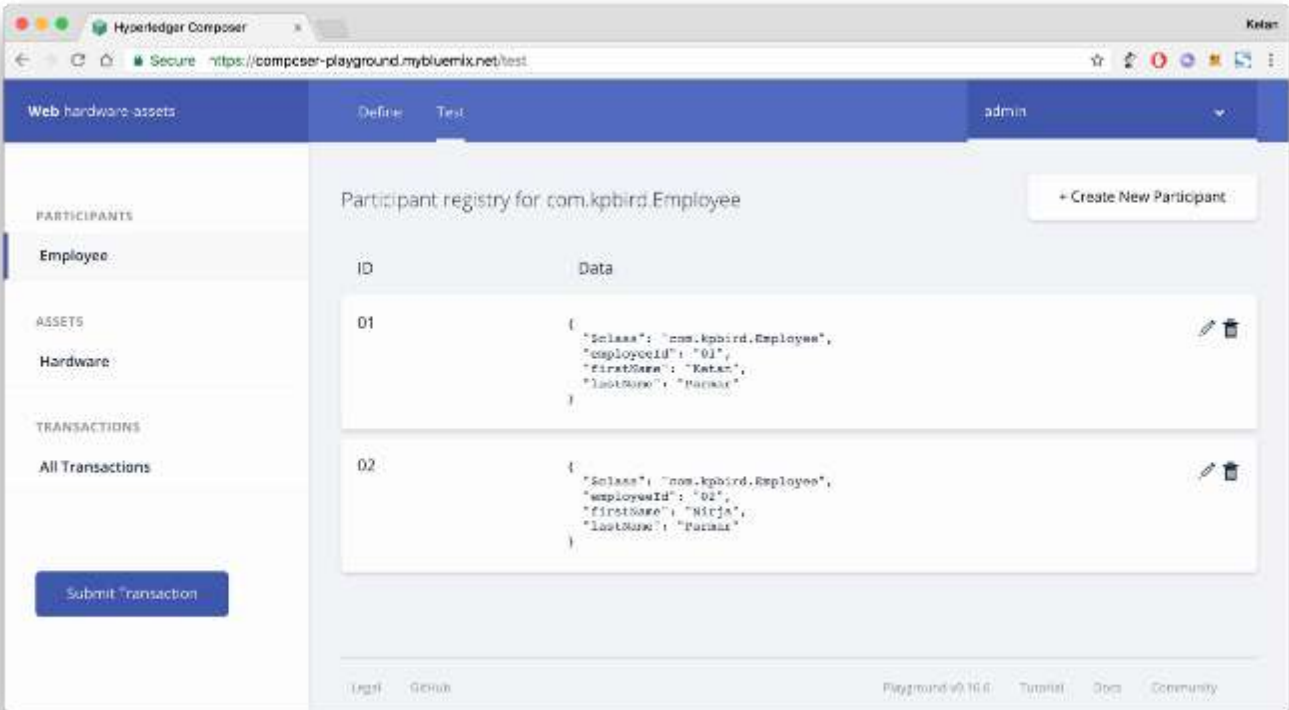 Hyperledger Composer
Ketan
Secure https://composer-playground.mybluemix.net/test
Web hardware-assets
Define
Test
admin
PARTICIPANTS
Employee
ASSETS
Hardware
TRANSACTIONS
All Transactions
Submit Transaction
Participant registry for com.kpbird.Employee
+ Create New Participant
ID
Data
01
{
"$class": "com.kpbird.Employee",
"employeeId": "01",
"firstName": "Ketan",
"lastName": "Parmar"
}
02
{
"$class": "com.kpbird.Employee",
"employeeId": "02",
"firstName": "Nirja",
"lastName": "Parmar"
}
Legal
GitHub
Playground
Tutorial
Docs
Community